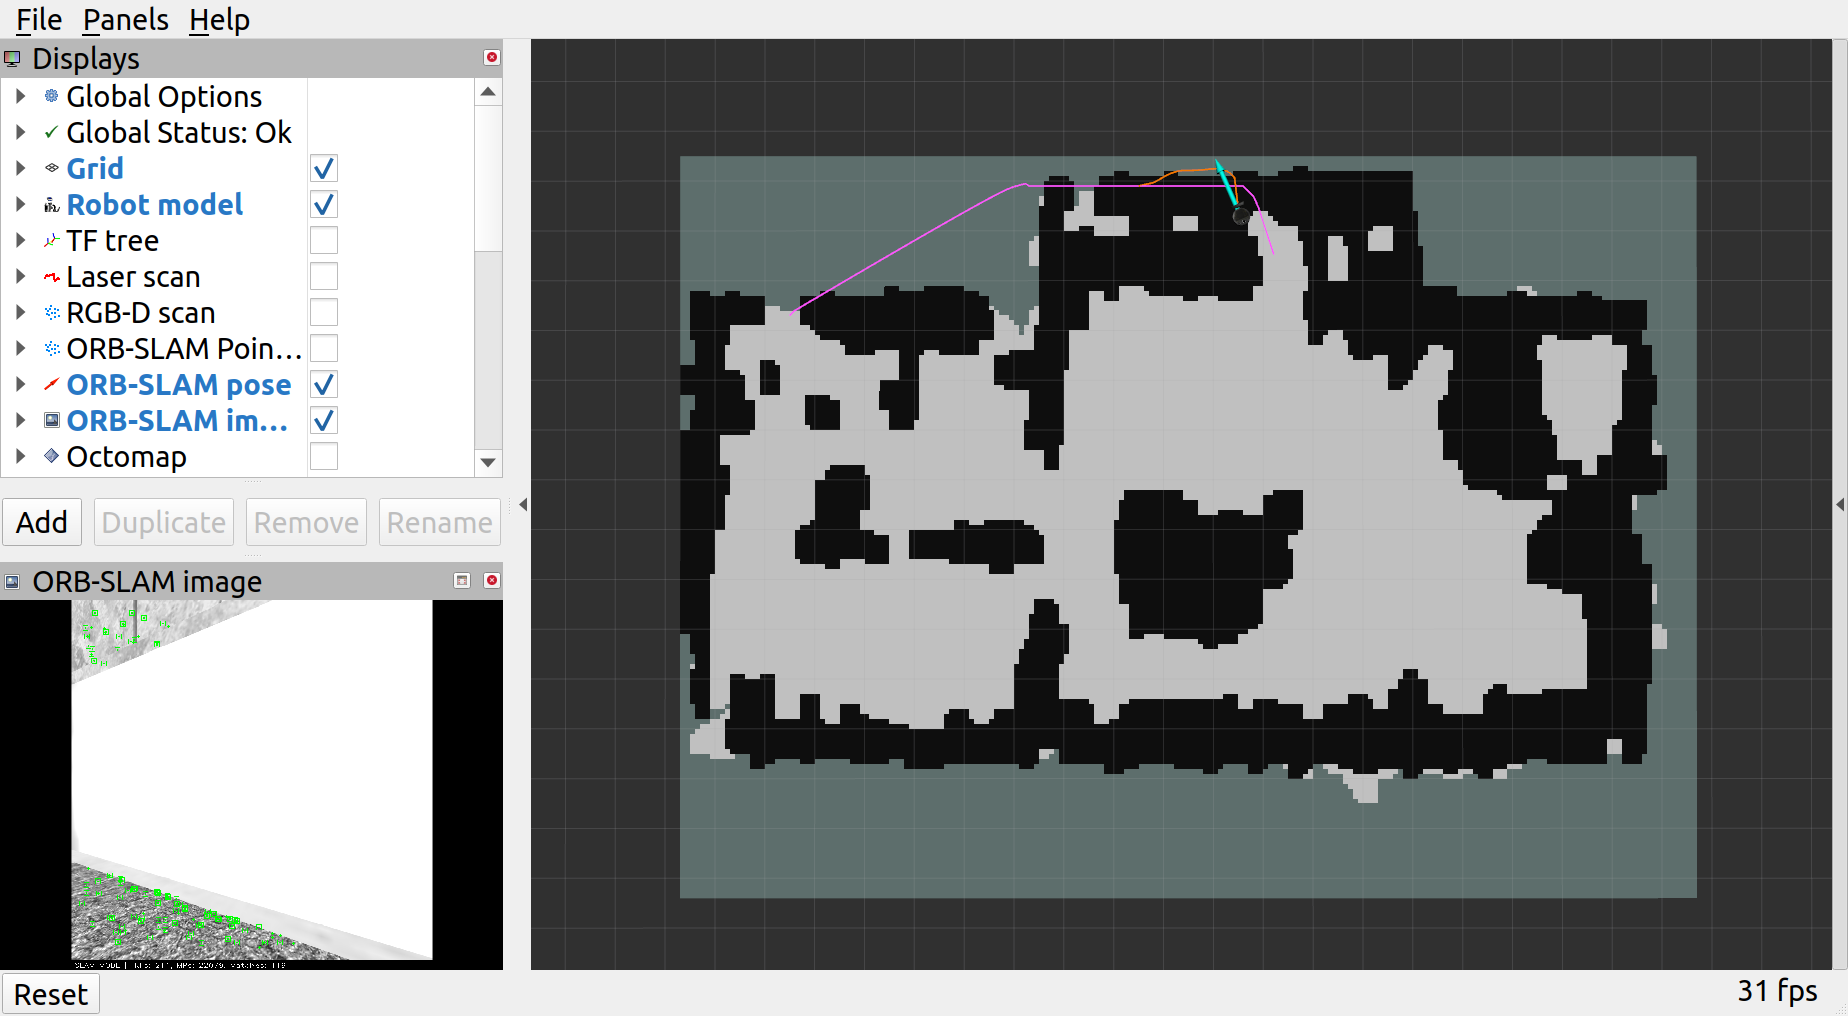 File Panels Help
Displays
Global Options
Global Status: Ok
Grid
Robot model
TF tree
Laser scan
RGB-D scan
ORB-SLAM Poin...
ORB-SLAM pose
ORB-SLAM im...
Octomap
Add Duplicate Remove Rename
ORB-SLAM image
SLAM MODE |
Reset
31 fps